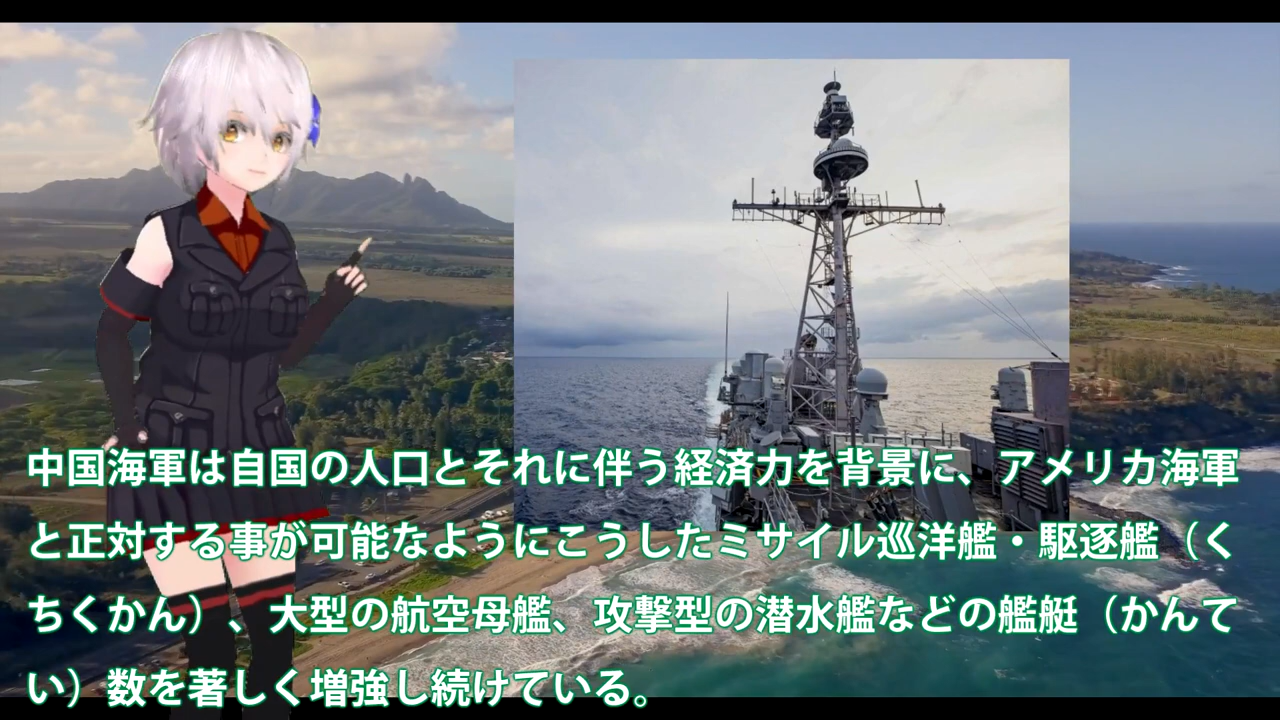 中国海軍は自国の人口とそれに伴う経済力を背景に、アメリカ海軍
と正対する事が可能なようにこうしたミサイル巡洋艦・駆逐艦（く
ちくかん）、大型の航空母艦、攻撃型の潜水艦などの艦艇（かんて
い）数を著しく増強し続けている。